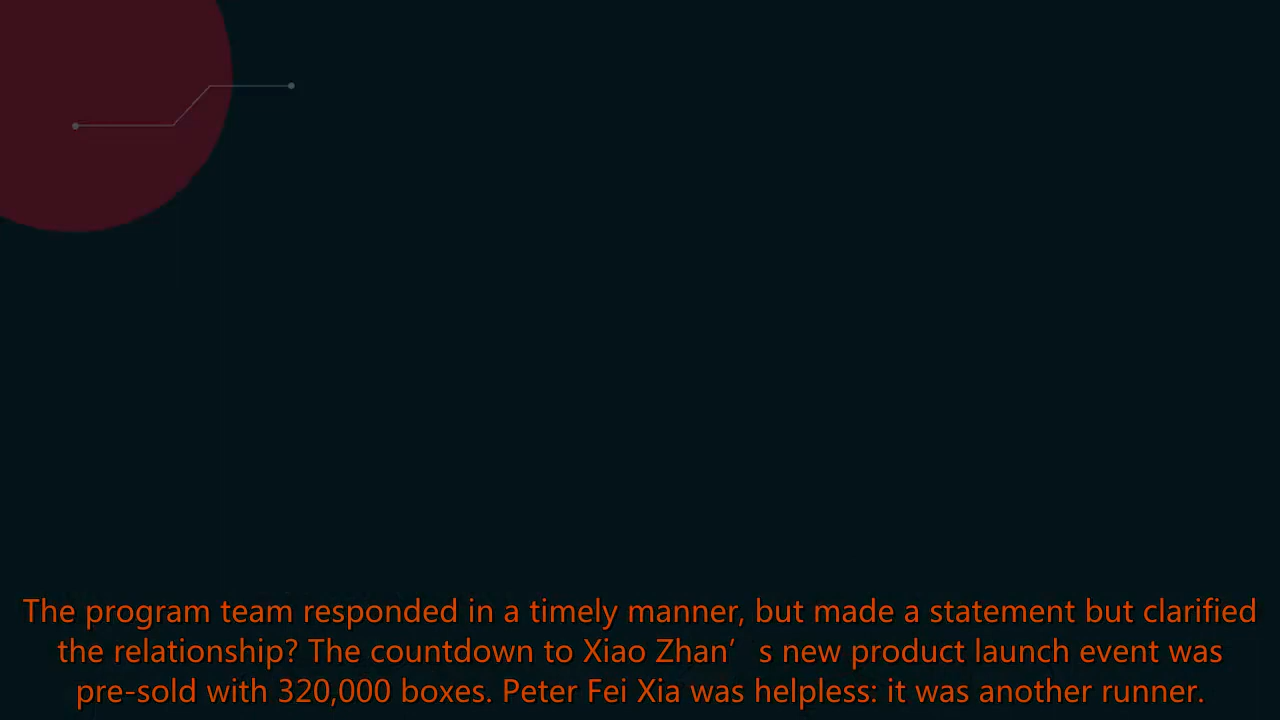 The program team responded in a timely manner, but made a statement but clarified
the relationship? The countdown to Xiao Zhan’s new product launch event was
pre-sold with 320,000 boxes. Peter Fei Xia was helpless: it was another runner.